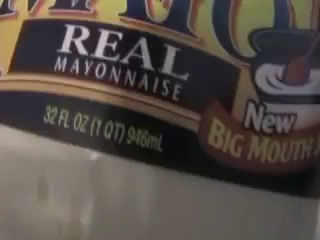 REAL
MAYONNAISE
32 FL OZ (1 QT) 946mL
New
BIG MOUTH